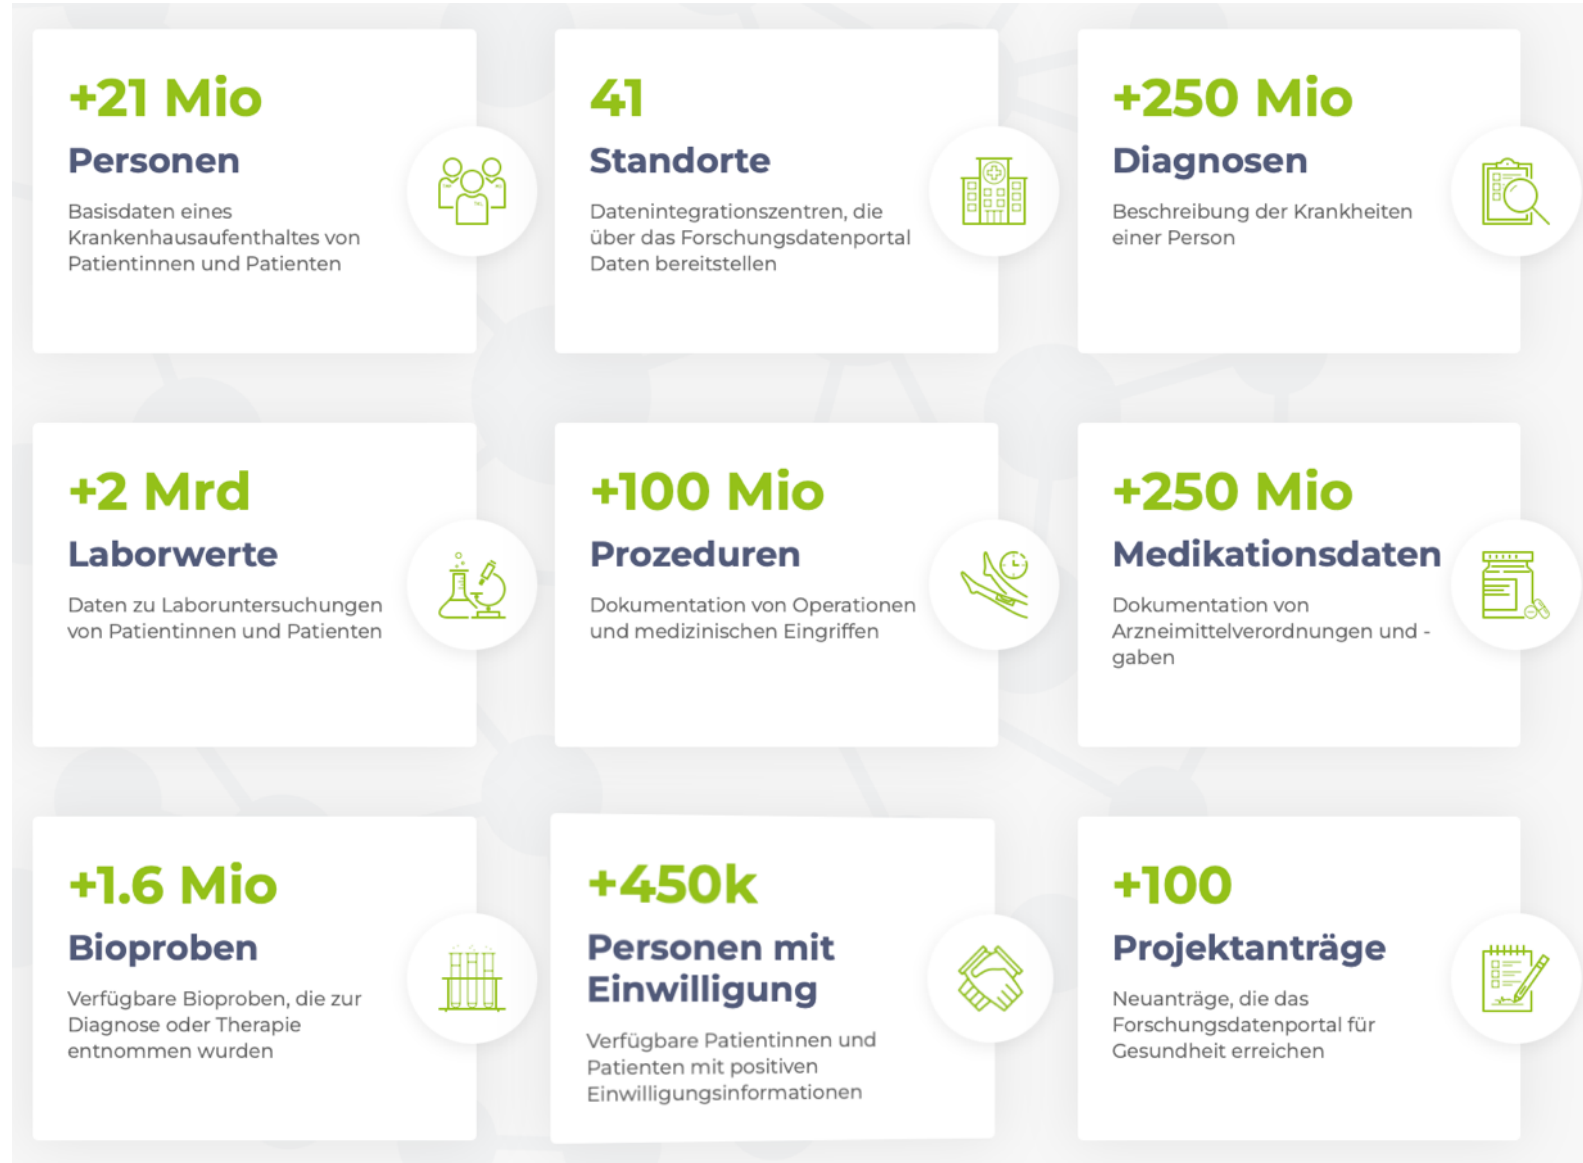 +21 Mio
Personen
Basisdaten eines
Krankenhausaufenthaltes von
Patientinnen und Patienten
41
Standorte
Datenintegrationszentren, die
über das Forschungsdatenportal
Daten bereitstellen
+250 Mio
Diagnosen
Beschreibung der Krankheiten
einer Person
+2 Mrd
Laborwerte
Daten zu Laboruntersuchungen
von Patientinnen und Patienten
+100 Mio
Prozeduren
Dokumentation von Operationen
und medizinischen Eingriffen
+250 Mio
Medikationsdaten
Dokumentation von
Arzneimittelverordnungen und -
gaben
+1.6 Mio
Bioproben
Verfügbare Bioproben, die zur
Diagnose oder Therapie
entnommen wurden
+450k
Personen mit
Einwilligung
Verfügbare Patientinnen und
Patienten mit positiven
Einwilligungsinformationen
+100
Projektanträge
Neuanträge, die das
Forschungsdatenportal für
Gesundheit erreichen